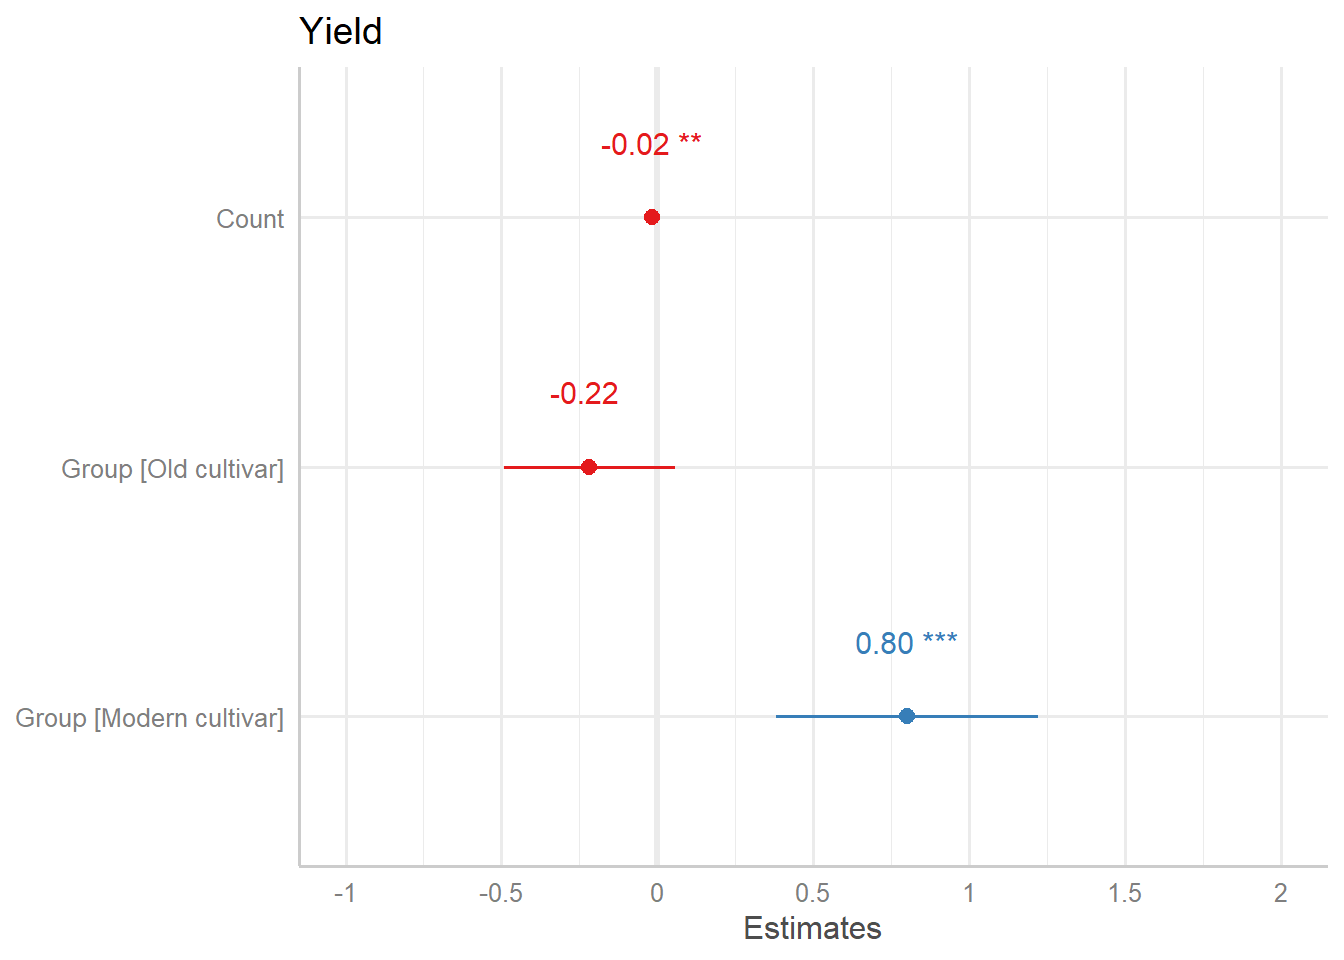 Yield
-0.02 **
Count
-0.22
Group [Old cultivar]
0.80 ***
Group [Modern cultivar]
-1 -0.5 0 0.5 1 1.5 2
Estimates